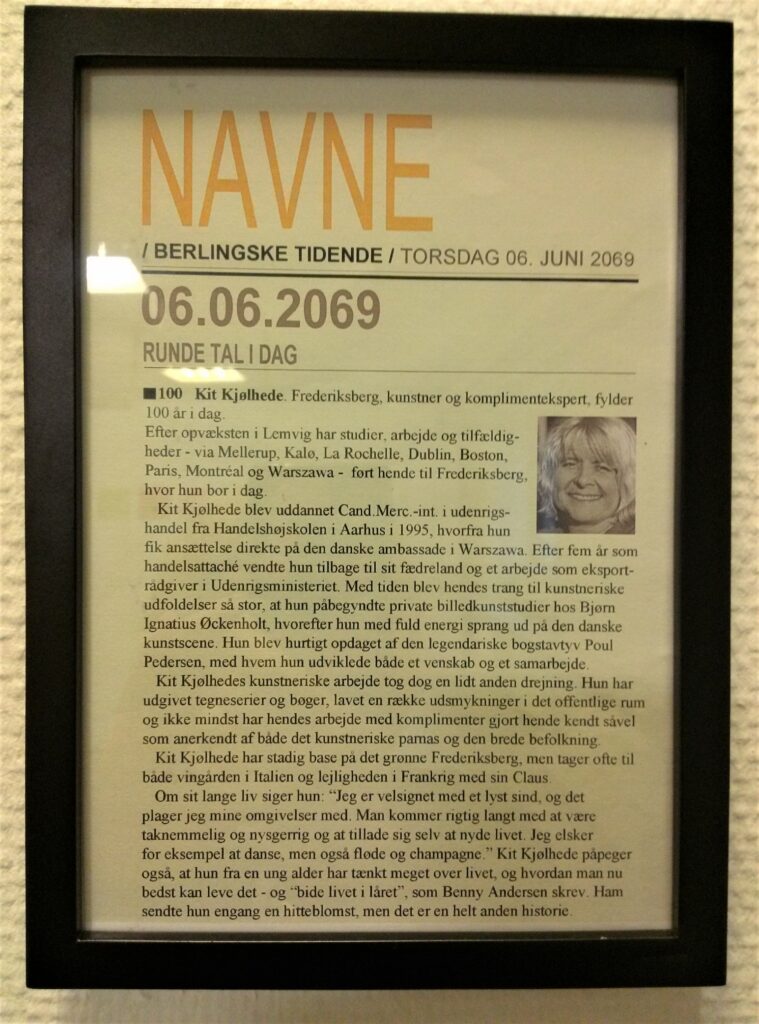 NAVNE
/ BERLINGSKE TIDENDE / TORSDAG 06. JUNI 2069
06.06.2069
RUNDE TAL I DAG
■100 Kit Kjølhede. Frederiksberg, kunstner og komplimentekspert, fylder
100 år i dag.
Efter opvæksten i Lemvig har studier, arbejde og tilfældig-
heder - via Mellerup, Kalø, La Rochelle, Dublin, Boston,
Paris, Montréal og Warszawa - ført hende til Frederiksberg,
hvor hun bor i dag.
Kit Kjølhede blev uddannet Cand.Merc.-int. i udenrigs-
handel fra Handelshøjskolen i Aarhus i 1995, hvorfra hun
fik ansættelse direkte på den danske ambassade i Warszawa. Efter fem år som
handelsattaché vendte hun tilbage til sit fædreland og et arbejde som eksport-
rådgiver i Udenrigsministeriet. Med tiden blev hendes trang til kunstneriske
udfoldelser så stor, at hun påbegyndte private billedkunststudier hos Bjørn
Ignatius Øckenholt, hvorefter hun med fuld energi sprang ud på den danske
kunstscene. Hun blev hurtigt opdaget af den legendariske bogstavtyv Poul
Pedersen, med hvem hun udviklede både et venskab og et samarbejde.
Kit Kjølhedes kunstneriske arbejde tog dog en lidt anden drejning. Hun har
udgivet tegneserier og bøger, lavet en række udsmykninger i det offentlige rum
og ikke mindst har hendes arbejde med komplimenter gjort hende kendt såvel
som anerkendt af både det kunstneriske parnas og den brede befolkning.
Kit Kjølhede har stadig base på det grønne Frederiksberg, men tager ofte til
både vingården i Italien og lejligheden i Frankrig med sin Claus.
Om sit lange liv siger hun: “Jeg er velsignet med et lyst sind, og det
plager jeg mine omgivelser med. Man kommer rigtig langt med at være
taknemmelig og nysgerrig og at tillade sig selv at nyde livet. Jeg elsker
for eksempel at danse, men også fløde og champagne.” Kit Kjølhede påpeger
også, at hun fra en ung alder har tænkt meget over livet, og hvordan man nu
bedst kan leve det - og “bide livet i låret”, som Benny Andersen skrev. Ham
sendte hun engang en hitteblomst, men det er en helt anden historie.